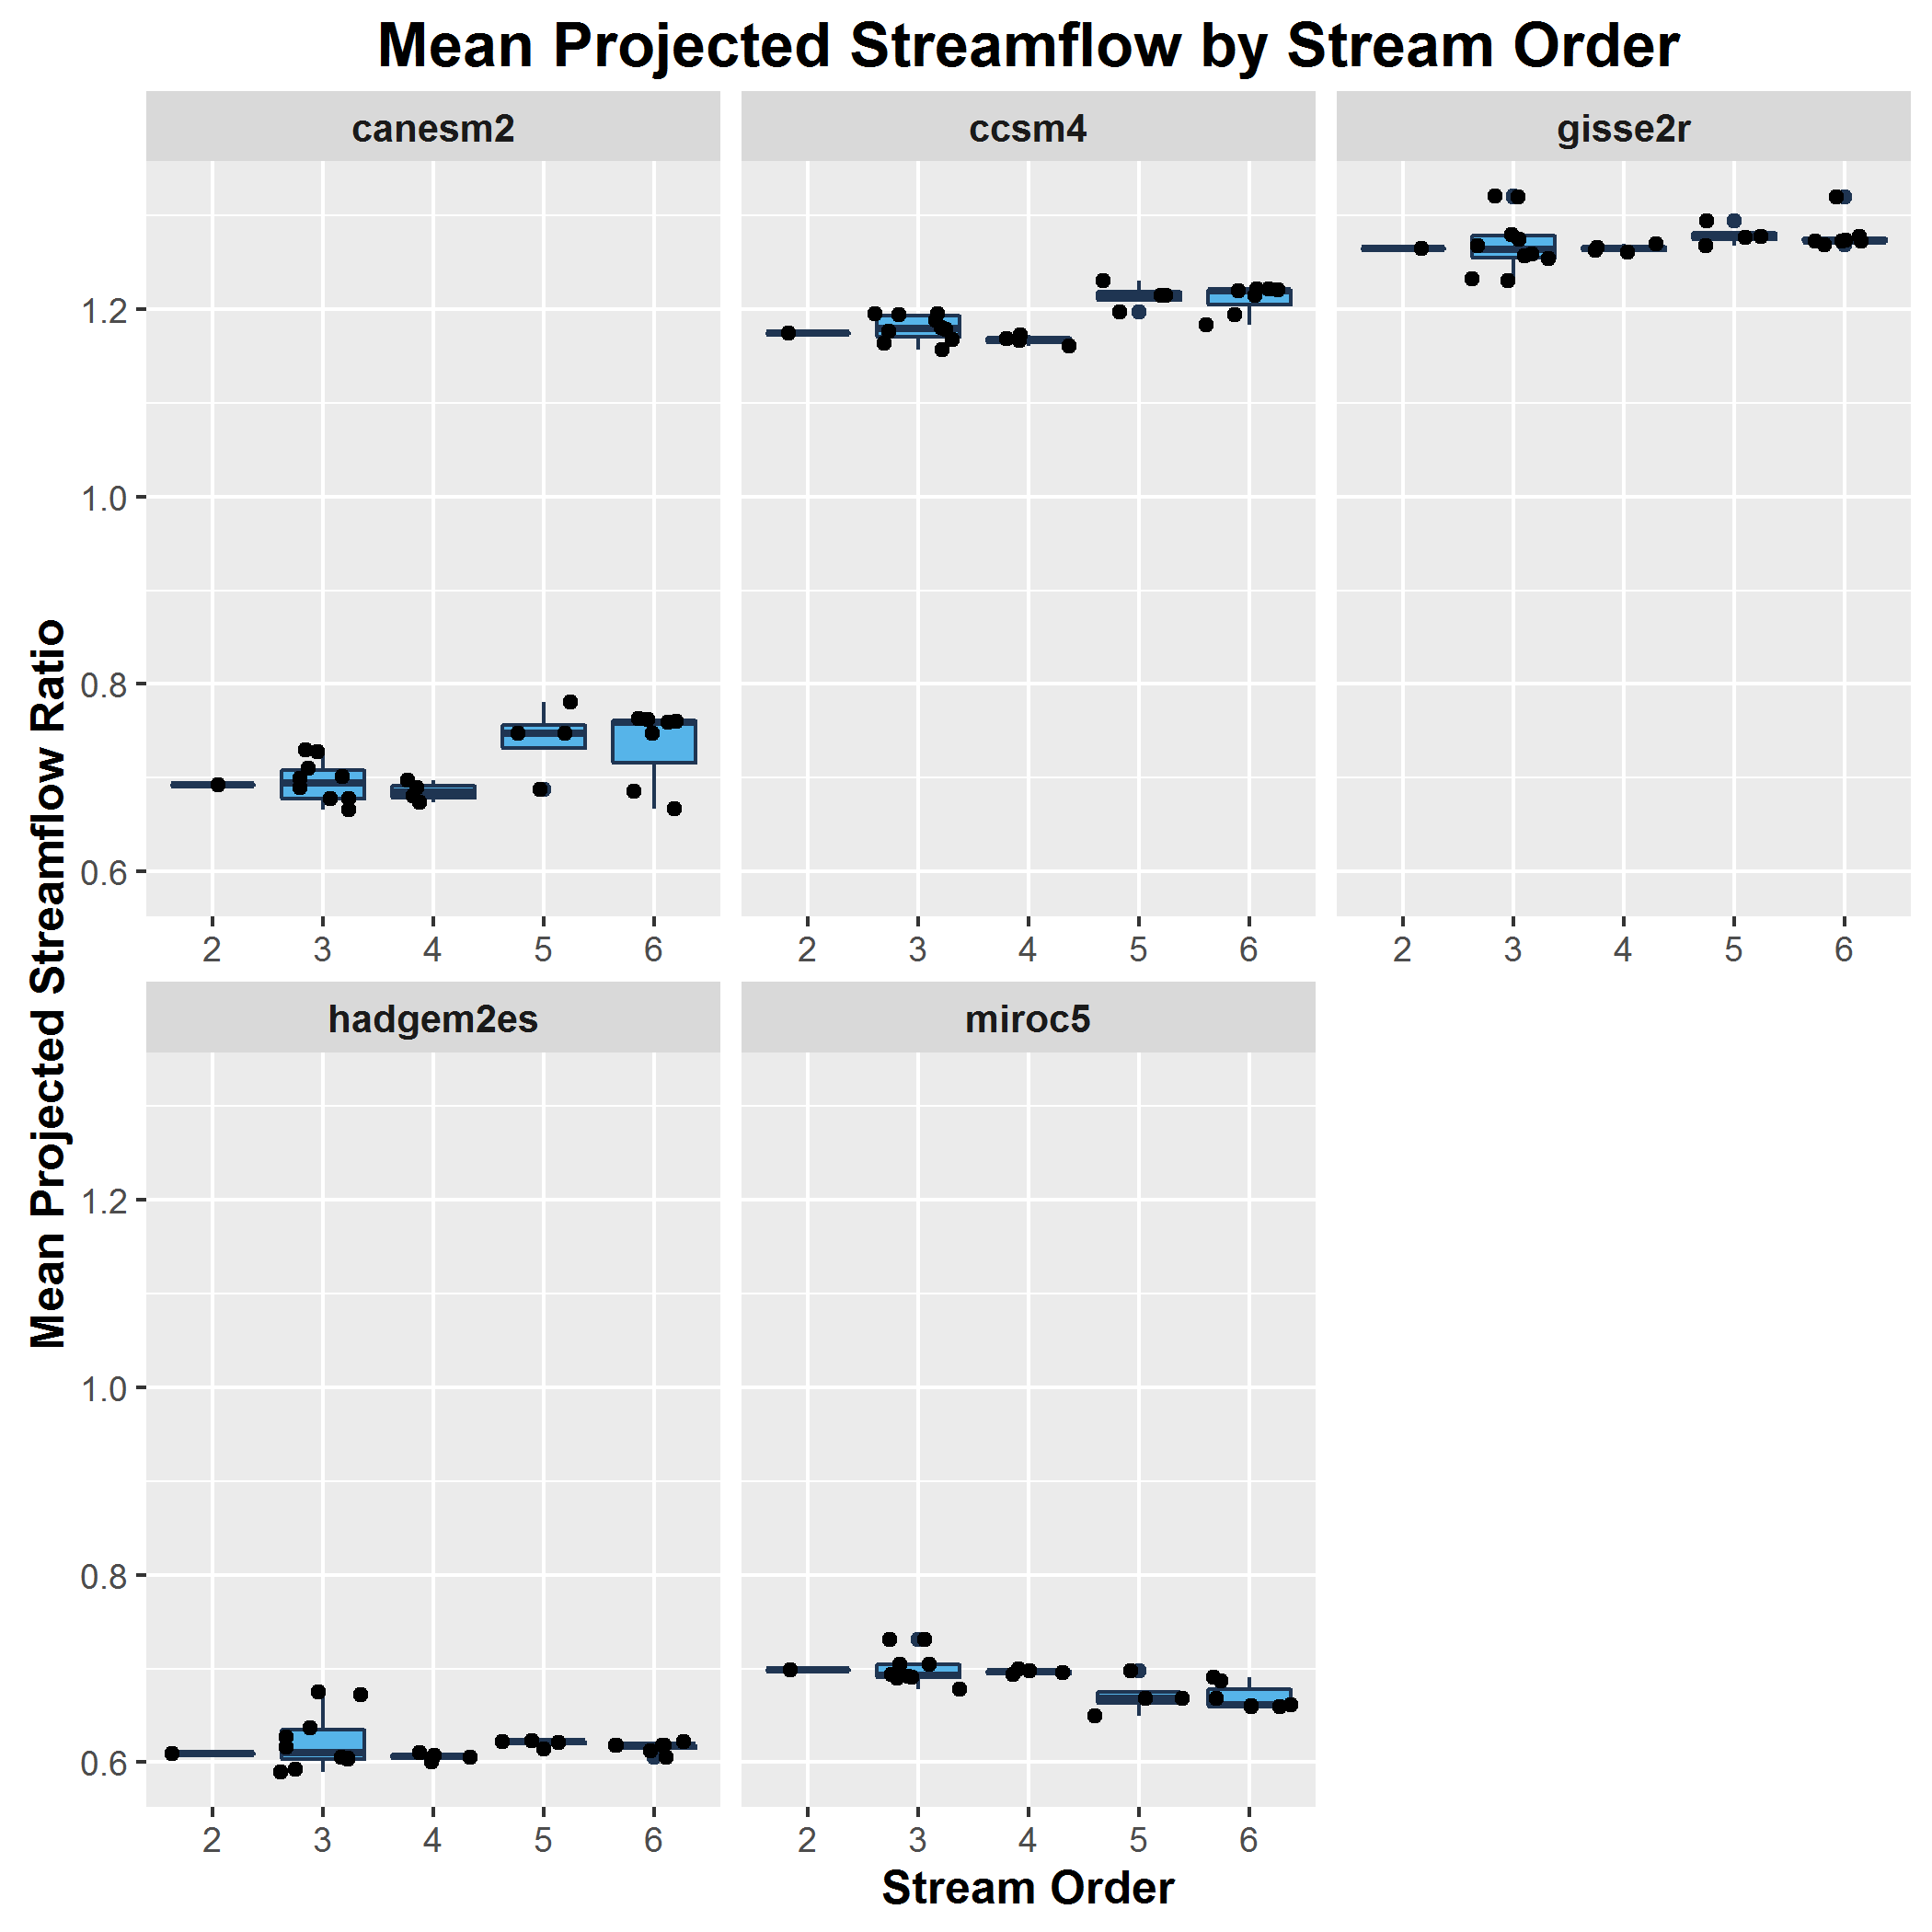 Mean Projected Streamflow by Stream Order
canesm2
ccsm4
gisse2r
1.2
1.0
0.8
0.6
2 3 4 5 6
2 3 4 5 6
2 3 4 5 6
Mean Projected Streamflow Ratio
hadgem2es
miroc5
1.2
1.0
0.8
0.6
2 3 4 5 6
2 3 4 5 6
Stream Order